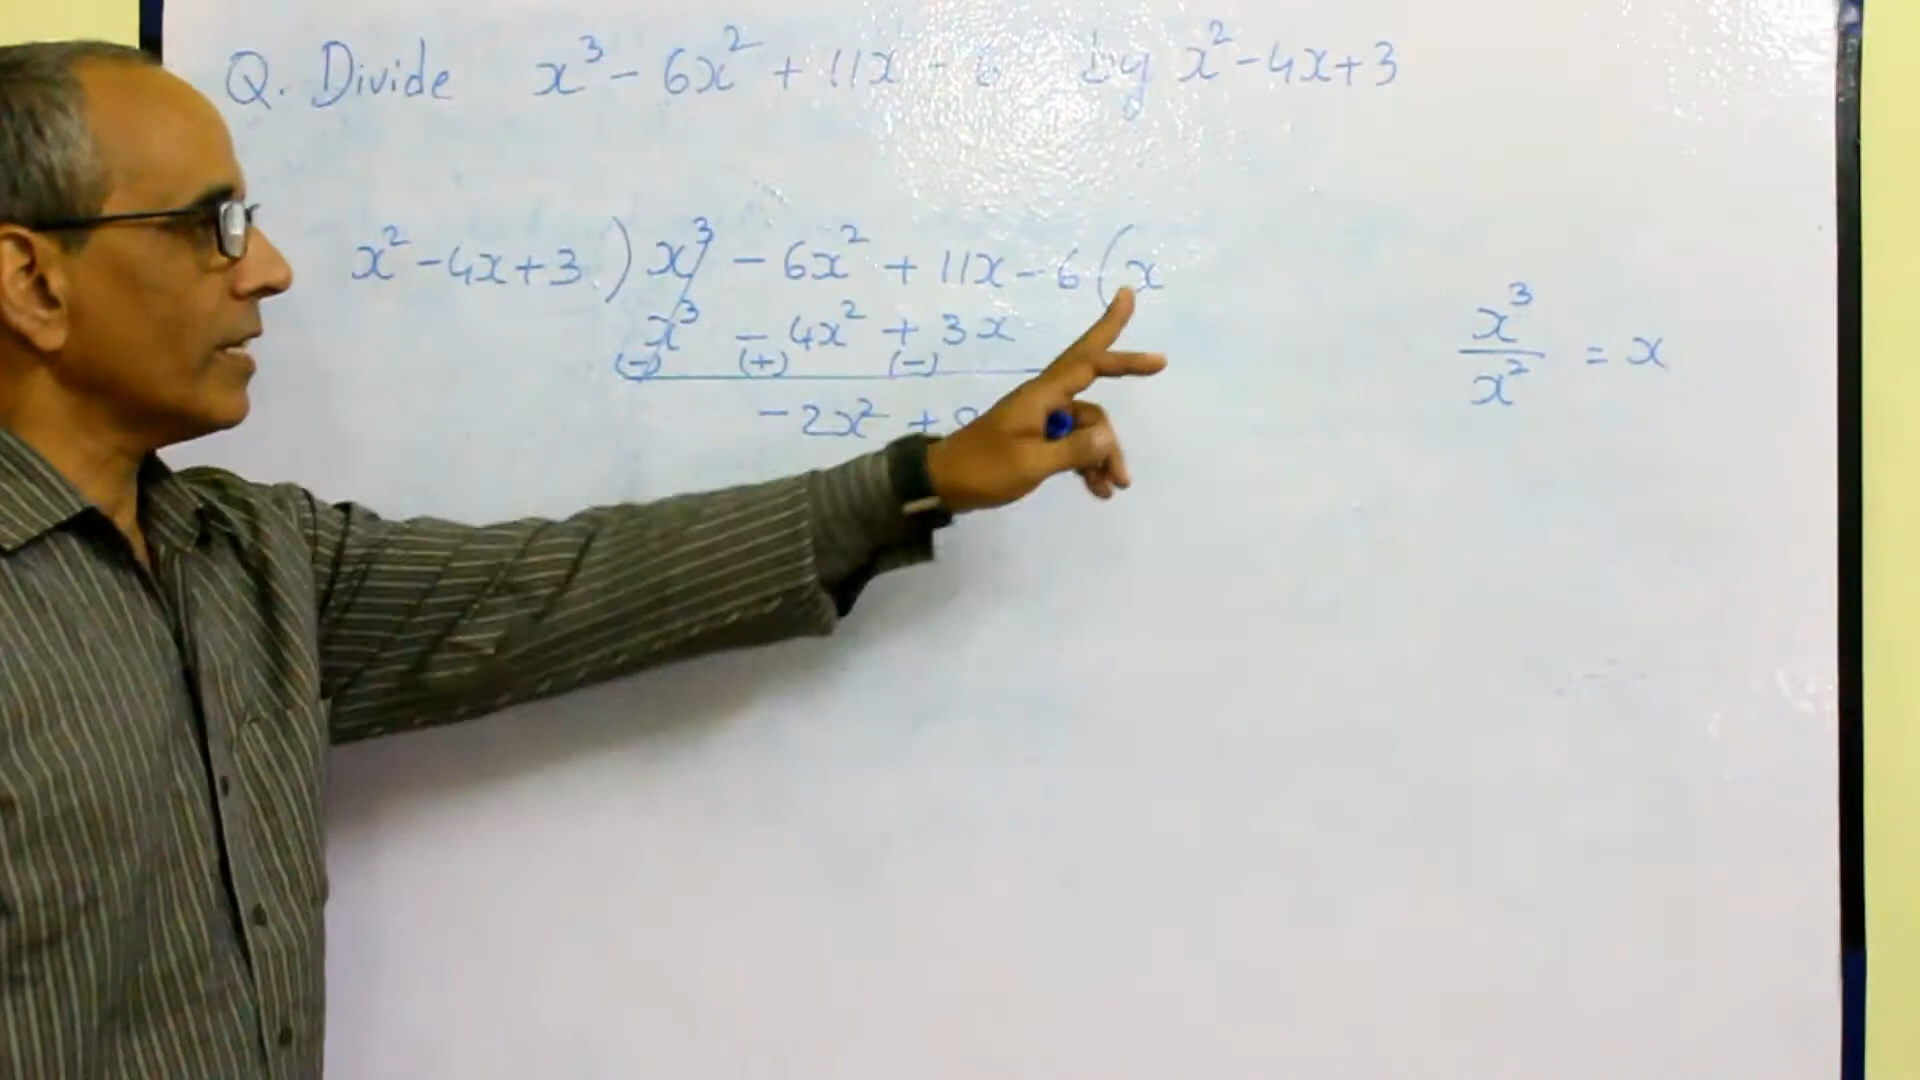 Q. Divide x³ - 6x² + 11x - 6 by x² - 4x + 3
x² - 4x + 3 ) x³ - 6x² + 11x - 6 ( x
x³ - 4x² + 3x
(-) (+) (-)
-2x² + 8
x³
x²
= x